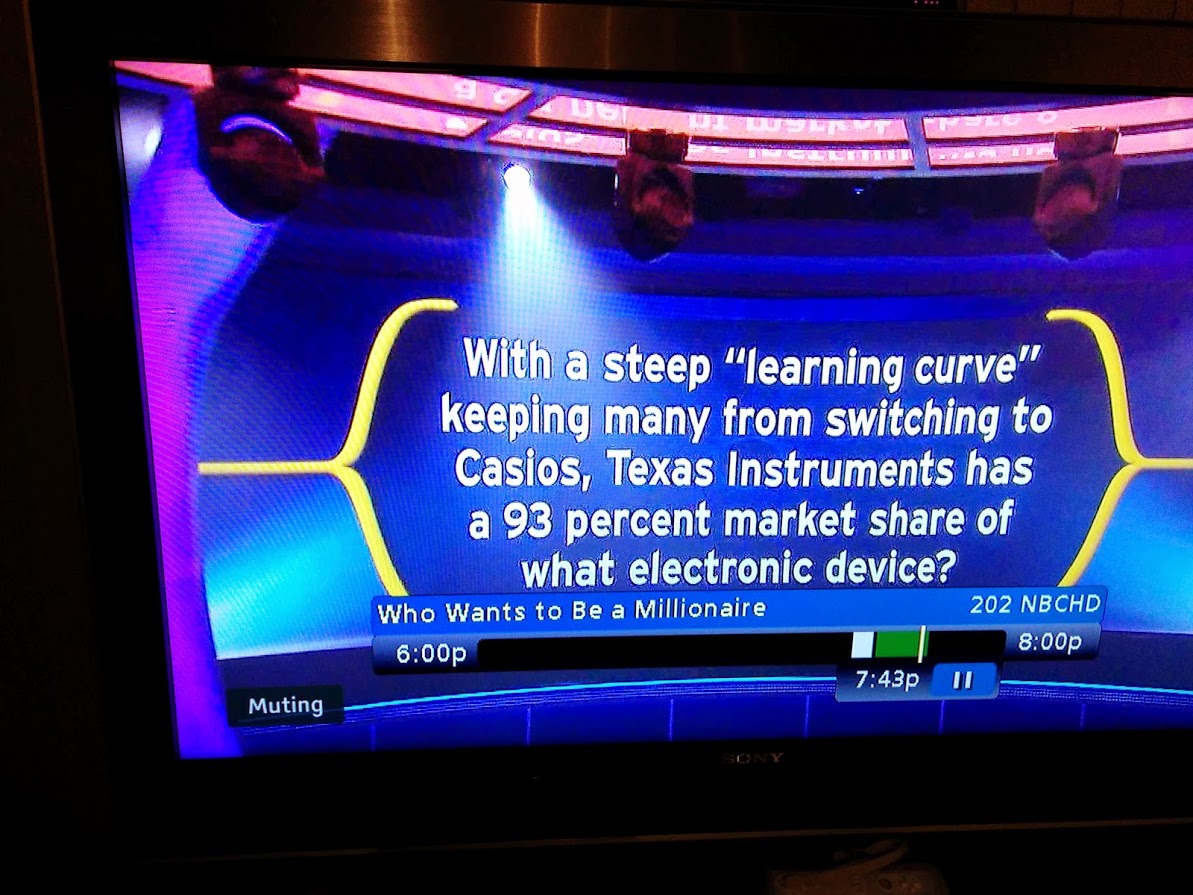 With a steep “learning curve”
keeping many from switching to
Casios, Texas Instruments has
a 93 percent market share of
what electronic device?
Who Wants to Be a Millionaire 202 NBCHD
6:00p 8:00p
7:43p
Muting
SONY